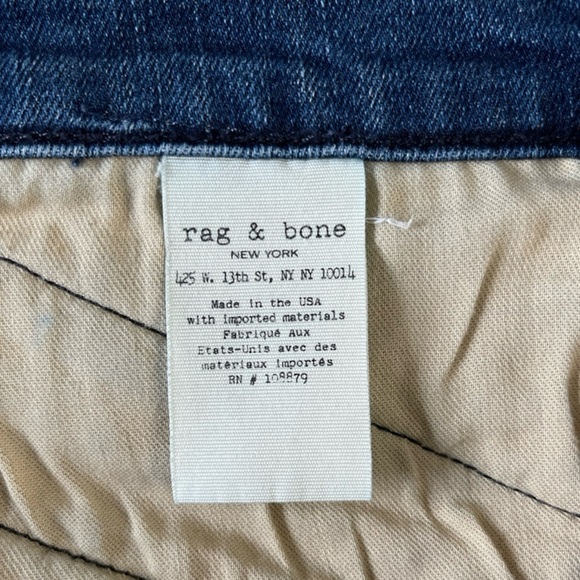 rag & bone
NEW YORK
425 W. 13th St, NY NY 10014
Made in the USA
with imported materials
Fabriqué Aux
Etats-Unis avec des
matériaux importés
RN # 108879